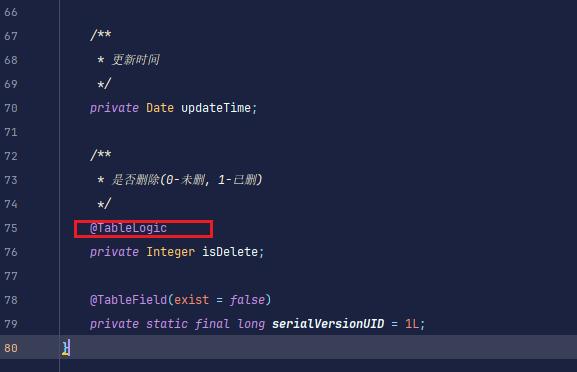 66
67 /**
68 * 更新时间
69 */
70 private Date updateTime;
71
72 /**
73 * 是否删除(0-未删, 1-已删)
74 */
75 @TableLogic
76 private Integer isDelete;
77
78 @TableField(exist = false)
79 private static final long serialVersionUID = 1L;
80 }